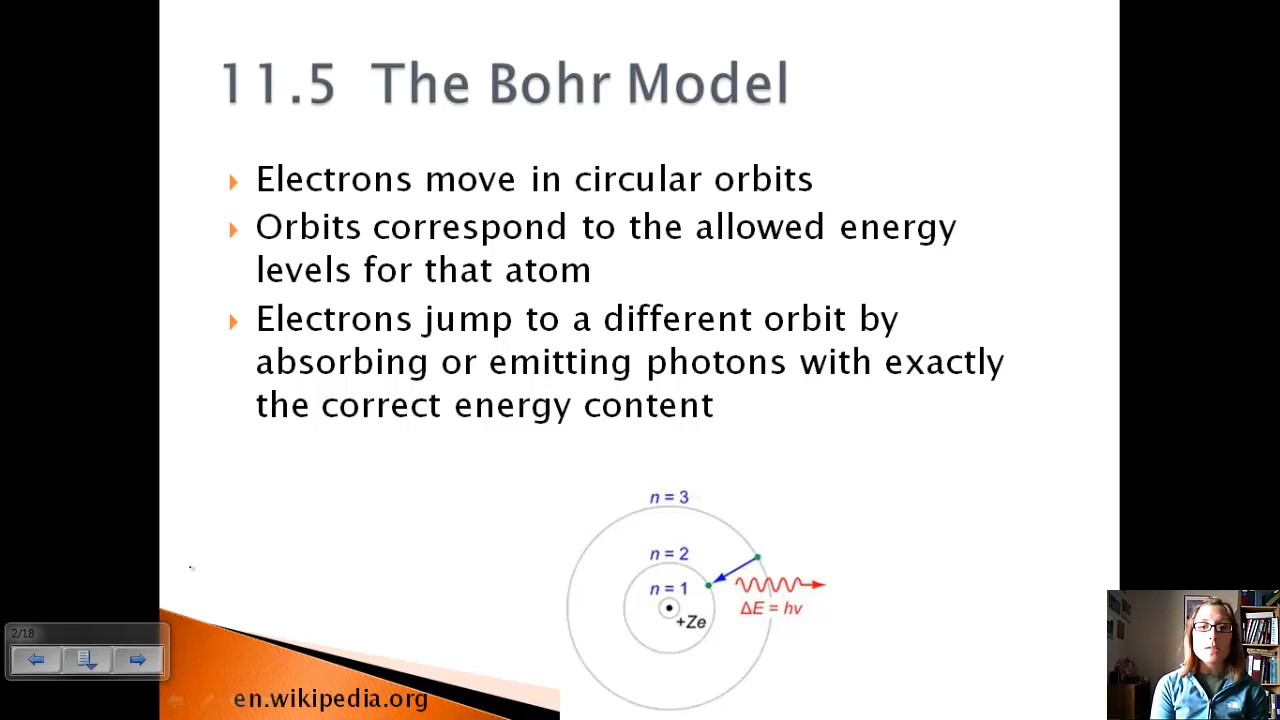 11.5 The Bohr Model
Electrons move in circular orbits
Orbits correspond to the allowed energy
levels for that atom
Electrons jump to a different orbit by
absorbing or emitting photons with exactly
the correct energy content
n = 3
n = 2
n = 1
+Ze
ΔE = hν
2/18
en.wikipedia.org